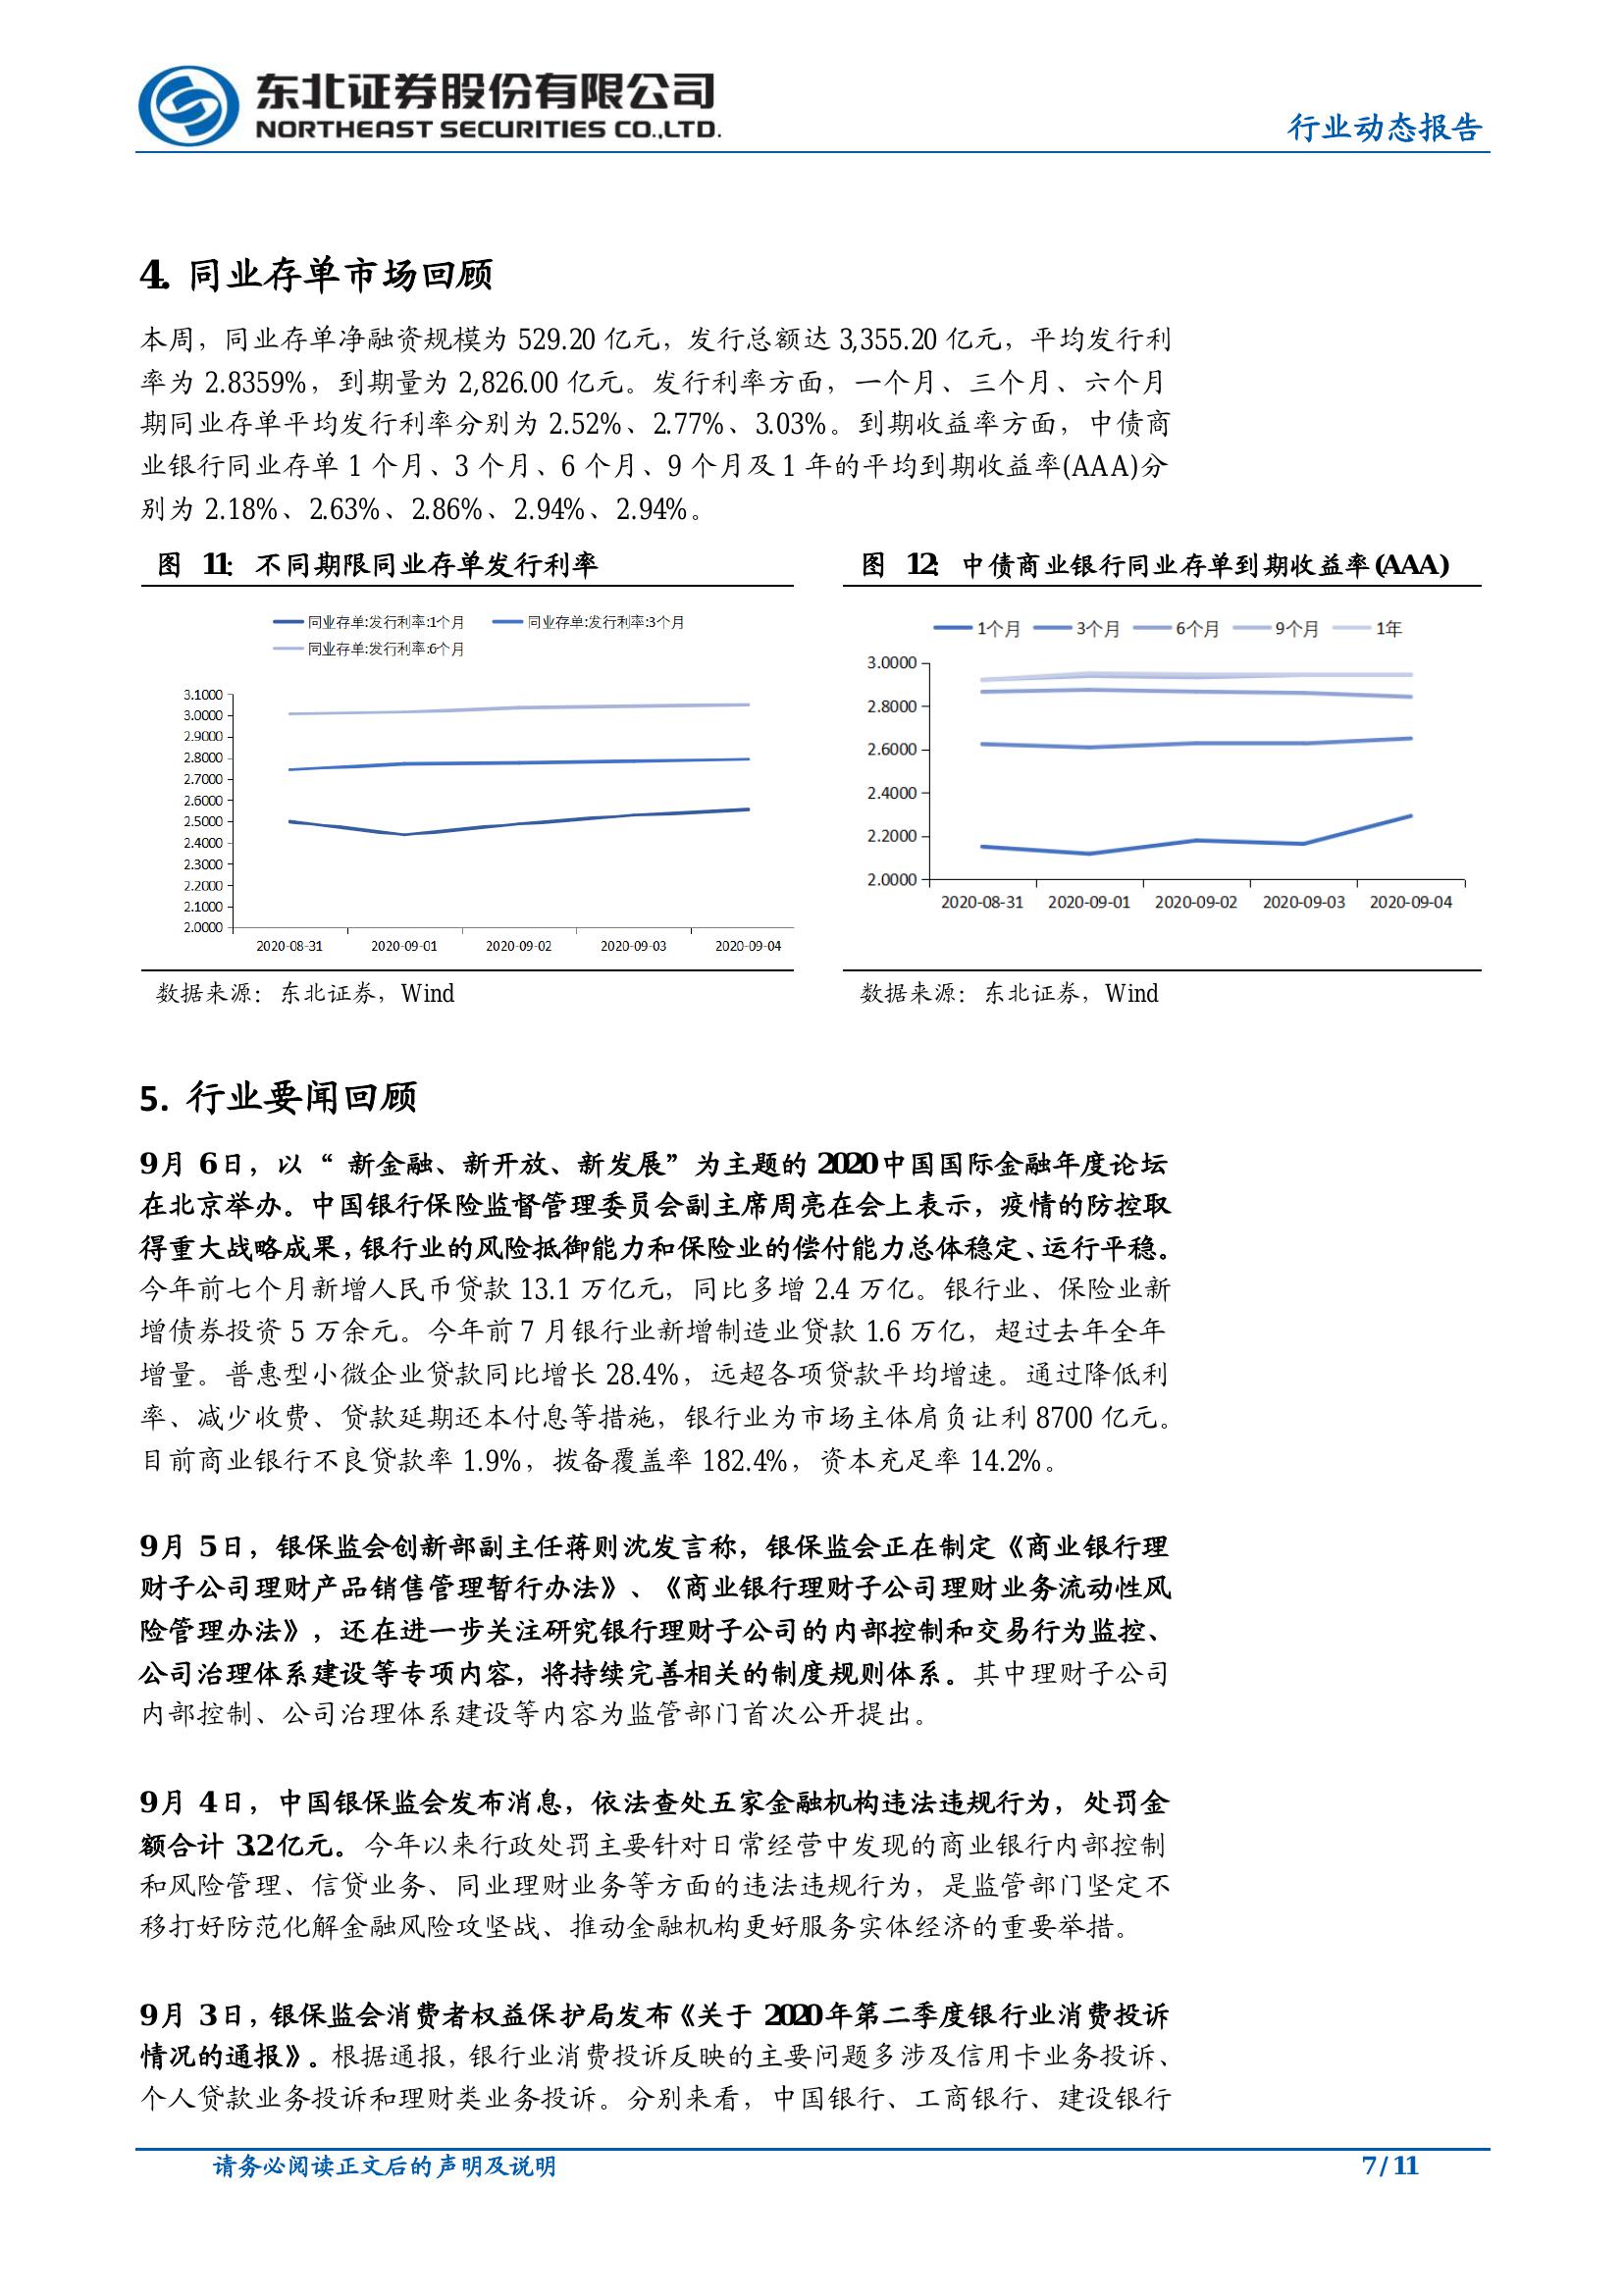 东北证券股份有限公司
NORTHEAST SECURITIES CO.,LTD.
行业动态报告
4. 同业存单市场回顾
本周，同业存单净融资规模为 529.20 亿元，发行总额达 3,355.20 亿元，平均发行利
率为 2.8359%，到期量为 2,826.00 亿元。发行利率方面，一个月、三个月、六个月
期同业存单平均发行利率分别为 2.52%、2.77%、3.03%。到期收益率方面，中债商
业银行同业存单 1 个月、3 个月、6 个月、9 个月及 1 年的平均到期收益率(AAA)分
别为 2.18%、2.63%、2.86%、2.94%、2.94%。
图 11：不同期限同业存单发行利率
同业存单:发行利率:1个月
同业存单:发行利率:3个月
同业存单:发行利率:6个月
3.1000
3.0000
2.9000
2.8000
2.7000
2.6000
2.5000
2.4000
2.3000
2.2000
2.1000
2.0000
2020-08-31 2020-09-01 2020-09-02 2020-09-03 2020-09-04
数据来源：东北证券，Wind
图 12：中债商业银行同业存单到期收益率(AAA)
1个月 3个月 6个月 9个月 1年
3.0000
2.8000
2.6000
2.4000
2.2000
2.0000
2020-08-31 2020-09-01 2020-09-02 2020-09-03 2020-09-04
数据来源：东北证券，Wind
5. 行业要闻回顾
9月 6日，以“ 新金融、新开放、新发展”为主题的 2020中国国际金融年度论坛
在北京举办。中国银行保险监督管理委员会副主席周亮在会上表示，疫情的防控取
得重大战略成果，银行业的风险抵御能力和保险业的偿付能力总体稳定、运行平稳。
今年前七个月新增人民币贷款 13.1 万亿元，同比多增 2.4 万亿。银行业、保险业新
增债券投资 5 万余元。今年前 7 月银行业新增制造业贷款 1.6 万亿，超过去年全年
增量。普惠型小微企业贷款同比增长 28.4%，远超各项贷款平均增速。通过降低利
率、减少收费、贷款延期还本付息等措施，银行业为市场主体肩负让利 8700 亿元。
目前商业银行不良贷款率 1.9%，拨备覆盖率 182.4%，资本充足率 14.2%。
9月 5日，银保监会创新部副主任蒋则沈发言称，银保监会正在制定《商业银行理
财子公司理财产品销售管理暂行办法》、《商业银行理财子公司理财业务流动性风
险管理办法》，还在进一步关注研究银行理财子公司的内部控制和交易行为监控、
公司治理体系建设等专项内容，将持续完善相关的制度规则体系。其中理财子公司
内部控制、公司治理体系建设等内容为监管部门首次公开提出。
9月 4日，中国银保监会发布消息，依法查处五家金融机构违法违规行为，处罚金
额合计 3.2亿元。今年以来行政处罚主要针对日常经营中发现的商业银行内部控制
和风险管理、信贷业务、同业理财业务等方面的违法违规行为，是监管部门坚定不
移打好防范化解金融风险攻坚战、推动金融机构更好服务实体经济的重要举措。
9月 3日，银保监会消费者权益保护局发布《关于 2020年第二季度银行业消费投诉
情况的通报》。根据通报，银行业消费投诉反映的主要问题多涉及信用卡业务投诉、
个人贷款业务投诉和理财类业务投诉。分别来看，中国银行、工商银行、建设银行
请务必阅读正文后的声明及说明
7 / 11